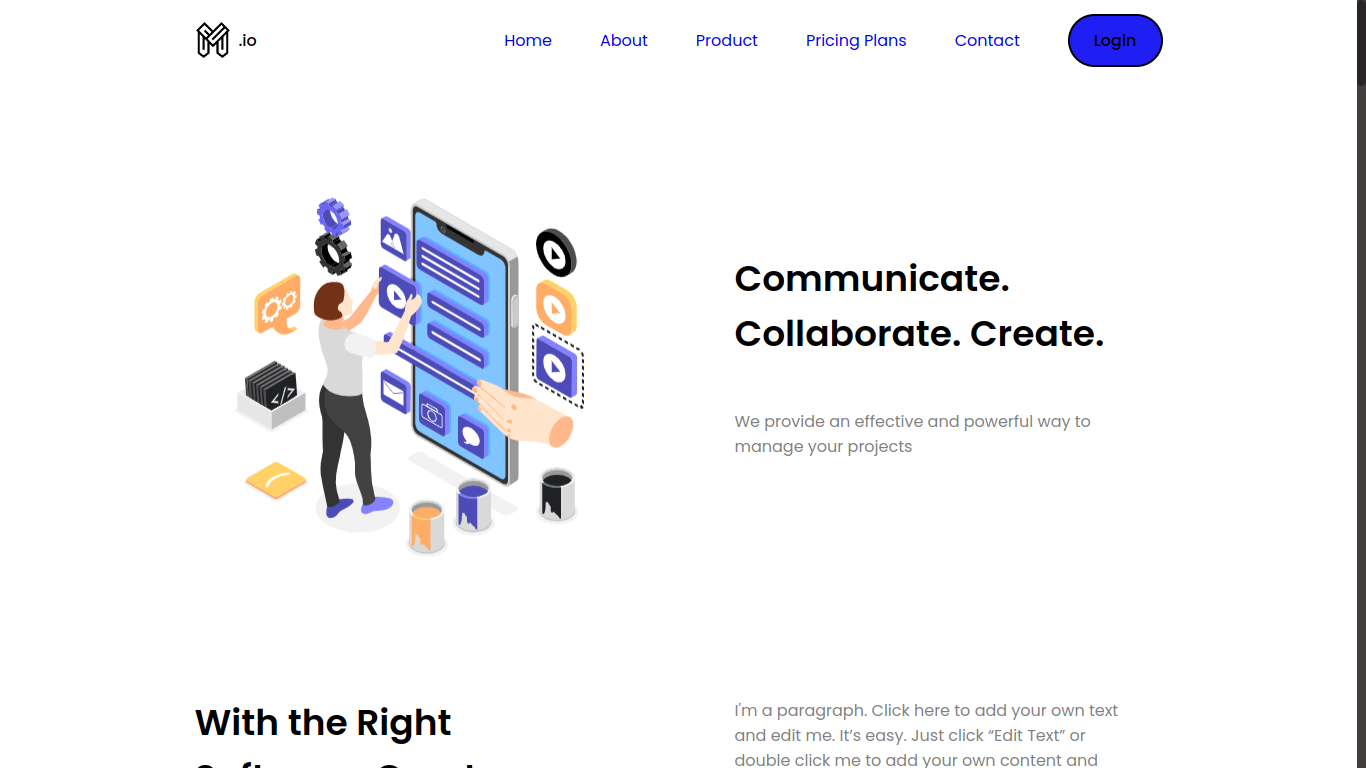 .io
Home
About
Product
Pricing Plans
Contact
Login
</>
Communicate.
Collaborate. Create.
We provide an effective and powerful way to
manage your projects
With the Right
I'm a paragraph. Click here to add your own text
and edit me. It’s easy. Just click “Edit Text” or
double click me to add your own content and